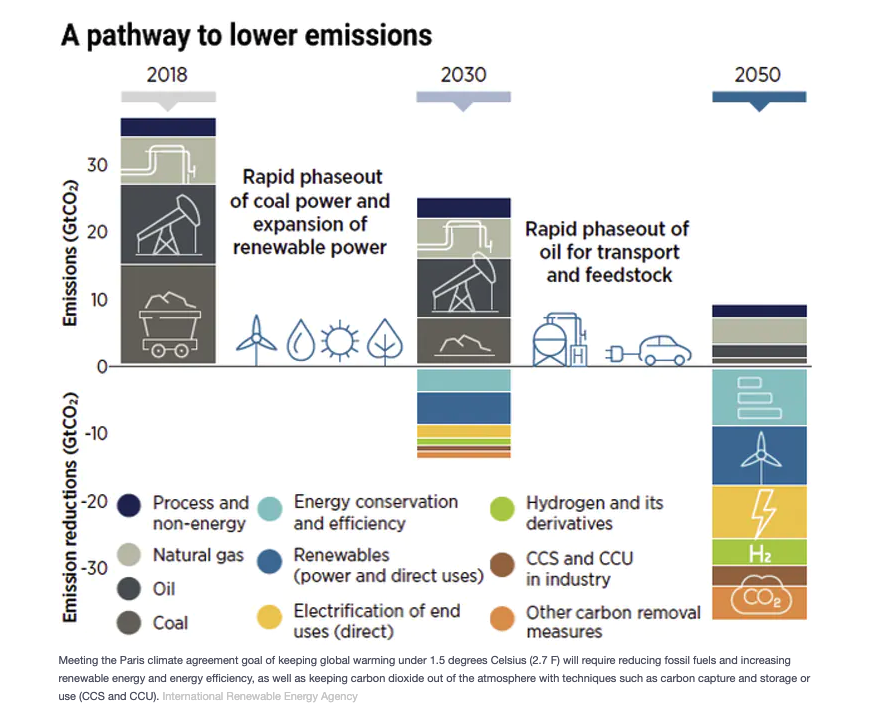 A pathway to lower emissions
2018
2030
2050
Emissions (GtCO₂)
30
20
10
0
Rapid phaseout
of coal power and
expansion of
renewable power
Rapid phaseout of
oil for transport
and feedstock
H
Emission reductions (GtCO₂)
-10
-20
-30
H₂
CO₂
Process and
non-energy
Natural gas
Oil
Coal
Energy conservation
and efficiency
Renewables
(power and direct uses)
Electrification of end
uses (direct)
Hydrogen and its
derivatives
CCS and CCU
in industry
Other carbon removal
measures
Meeting the Paris climate agreement goal of keeping global warming under 1.5 degrees Celsius (2.7 F) will require reducing fossil fuels and increasing
renewable energy and energy efficiency, as well as keeping carbon dioxide out of the atmosphere with techniques such as carbon capture and storage or
use (CCS and CCU). International Renewable Energy Agency